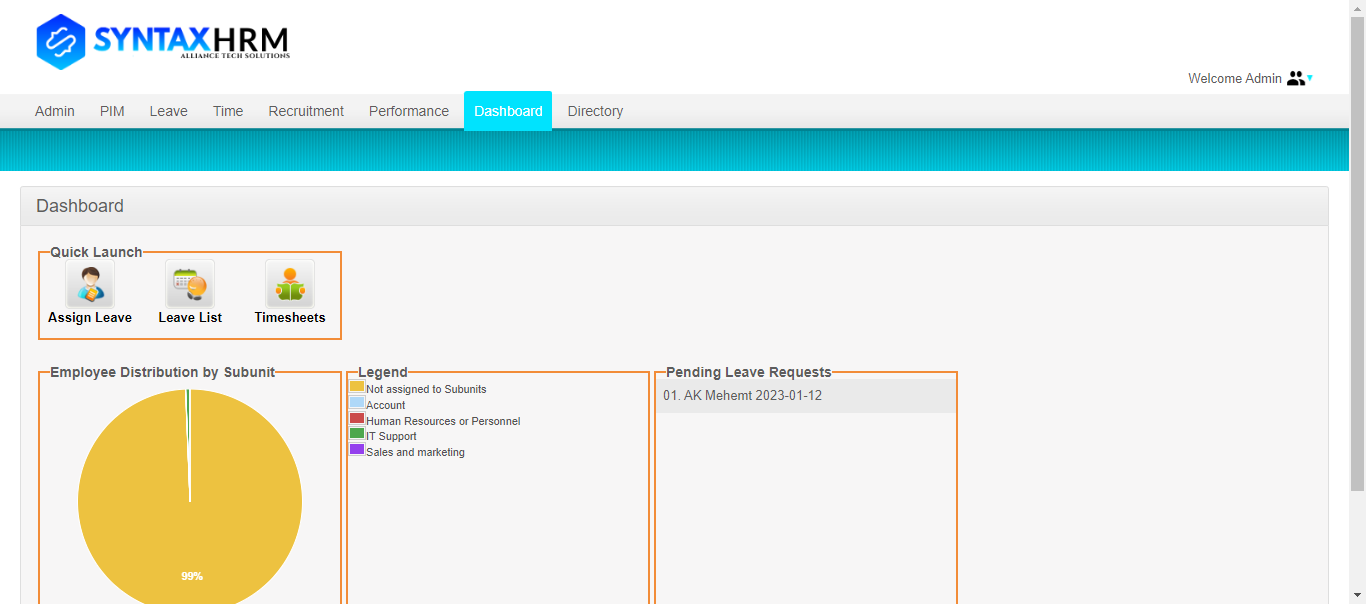 SYNTAXHRM
ALLIANCE TECH SOLUTIONS
Welcome Admin
Admin PIM Leave Time Recruitment Performance Dashboard Directory
Dashboard
Quick Launch
Assign Leave Leave List Timesheets
Employee Distribution by Subunit
99%
Legend
Not assigned to Subunits
Account
Human Resources or Personnel
IT Support
Sales and marketing
Pending Leave Requests
01. AK Mehemt 2023-01-12